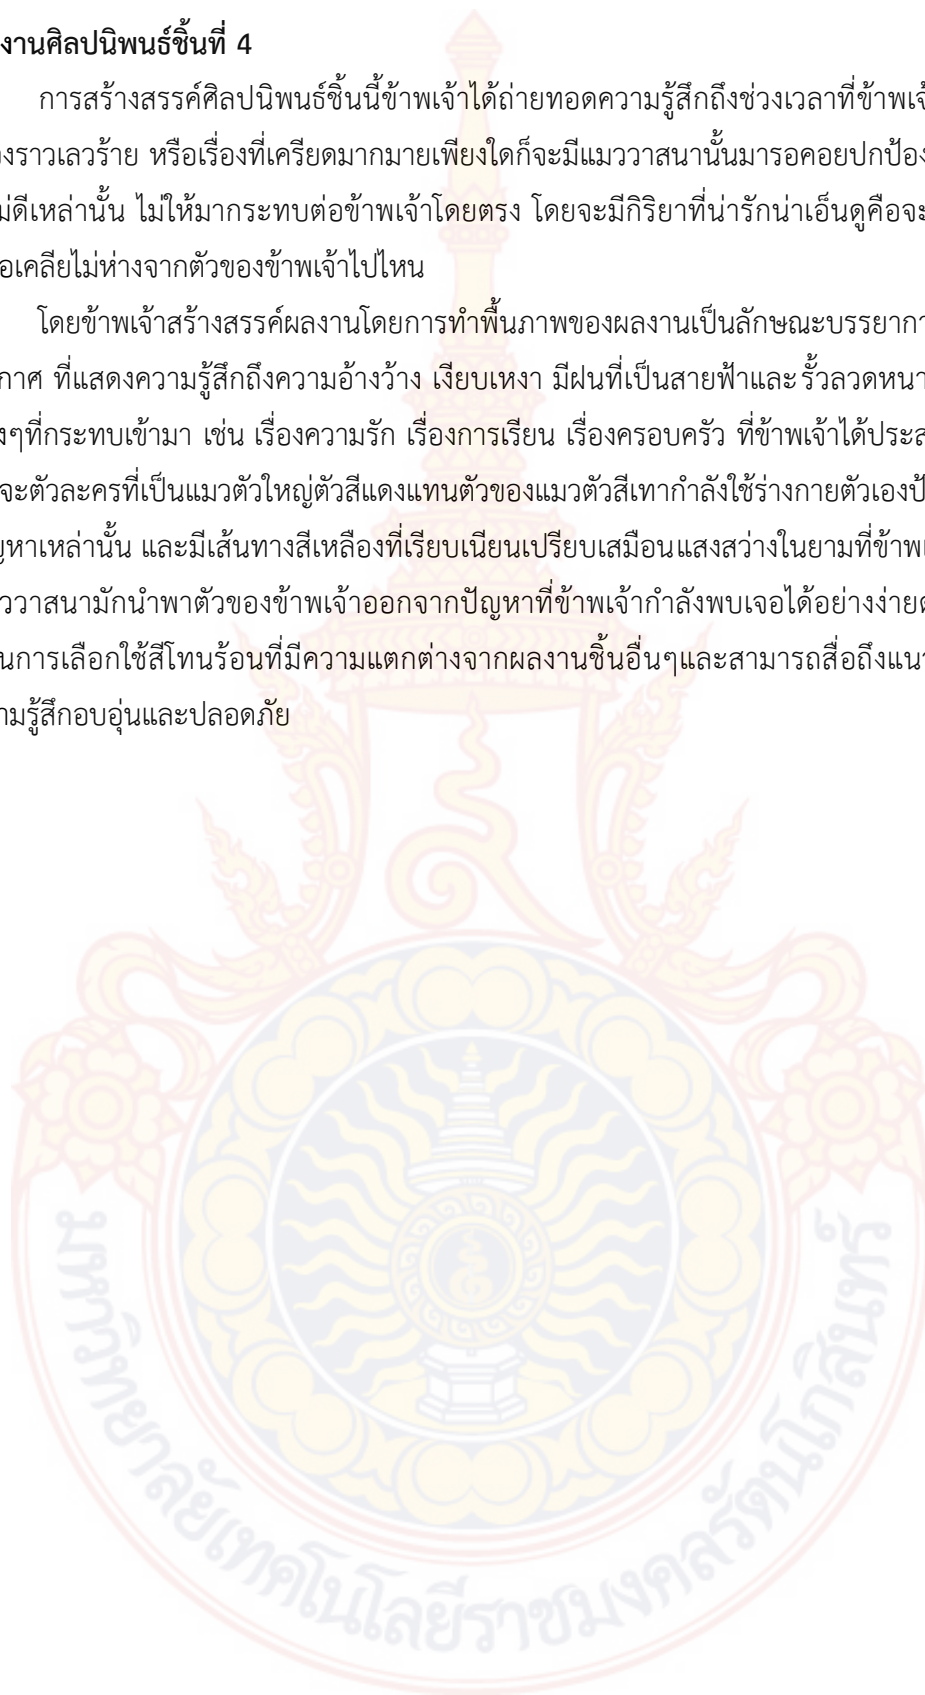 งานศิลปนิพนธ์ชิ้นที่ 4
การสร้างสรรค์ศิลปนิพนธ์ชิ้นนี้ข้าพเจ้าได้ถ่ายทอดความรู้สึกถึงช่วงเวลาที่ข้าพเจ้
องราวเลวร้าย หรือเรื่องที่เครียดมากมายเพียงใดก็จะมีแมววาสนานั้นมารอคอยปกป้อง
ม่ดีเหล่านั้น ไม่ให้มากระทบต่อข้าพเจ้าโดยตรง โดยจะมีกิริยาที่น่ารักน่าเอ็นดูคือจะ
อเคลียไม่ห่างจากตัวของข้าพเจ้าไปไหน
โดยข้าพเจ้าสร้างสรรค์ผลงานโดยการทำพื้นภาพของผลงานเป็นลักษณะบรรยากา
กาศ ที่แสดงความรู้สึกถึงความอ้างว้าง เงียบเหงา มีฝนที่เป็นสายฟ้าและรั้วลวดหนา
งๆที่กระทบเข้ามา เช่น เรื่องความรัก เรื่องการเรียน เรื่องครอบครัว ที่ข้าพเจ้าได้ประส
จะตัวละครที่เป็นแมวตัวใหญ่ตัวสีแดงแทนตัวของแมวตัวสีเทากำลังใช้ร่างกายตัวเองป้
ญหาเหล่านั้น และมีเส้นทางสีเหลืองที่เรียบเนียนเปรียบเสมือนแสงสว่างในยามที่ข้าพเ
ววาสนามักนำพาตัวของข้าพเจ้าออกจากปัญหาที่ข้าพเจ้ากำลังพบเจอได้อย่างง่ายด
นการเลือกใช้สีโทนร้อนที่มีความแตกต่างจากผลงานชิ้นอื่นๆและสามารถสื่อถึงแนว
ามรู้สึกอบอุ่นและปลอดภัย
มหาวิทยาลัยเทคโนโลยีราชมงคลรัตนโกสินทร์